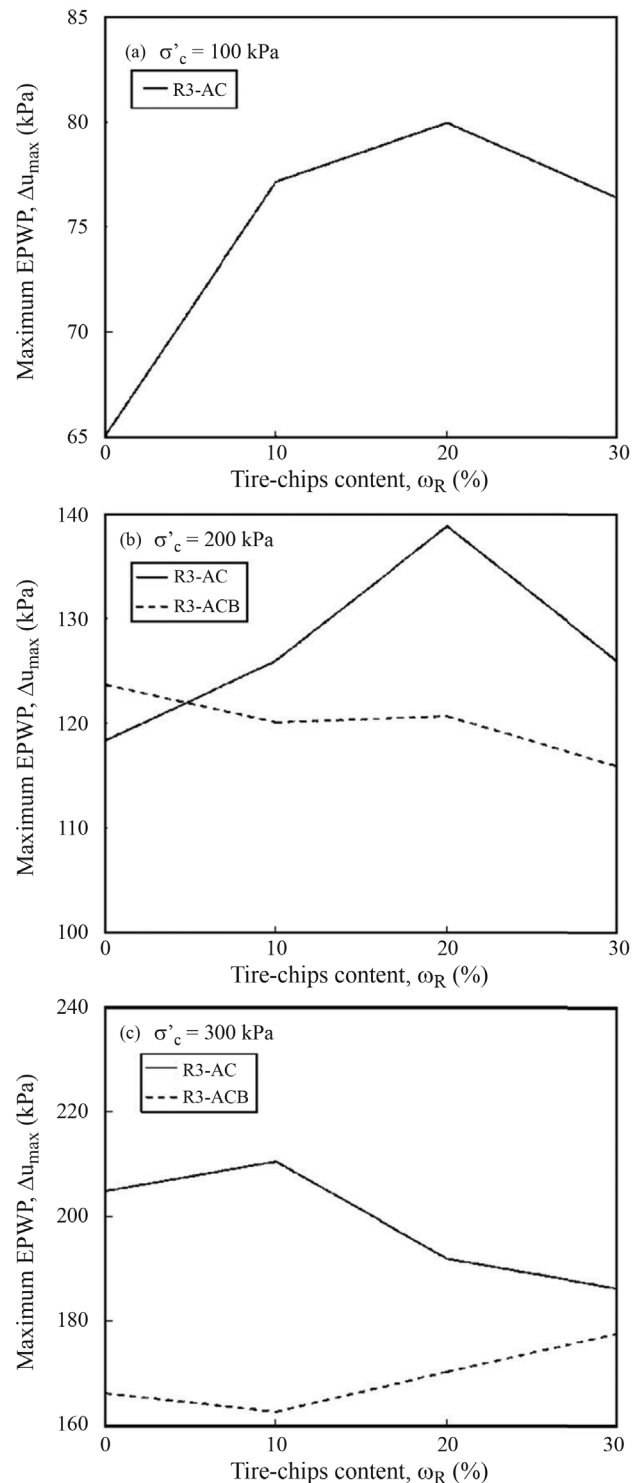 (a) σ'c = 100 kPa
R3-AC
Maximum EPWP, Δumax (kPa)
85
80
75
70
65
0 10 20 30
Tire-chips content, ωR (%)
(b) σ'c = 200 kPa
R3-AC
R3-ACB
Maximum EPWP, Δumax (kPa)
140
130
120
110
100
0 10 20 30
Tire-chips content, ωR (%)
(c) σ'c = 300 kPa
R3-AC
R3-ACB
Maximum EPWP, Δumax (kPa)
240
220
200
180
160
0 10 20 30
Tire-chips content, ωR (%)